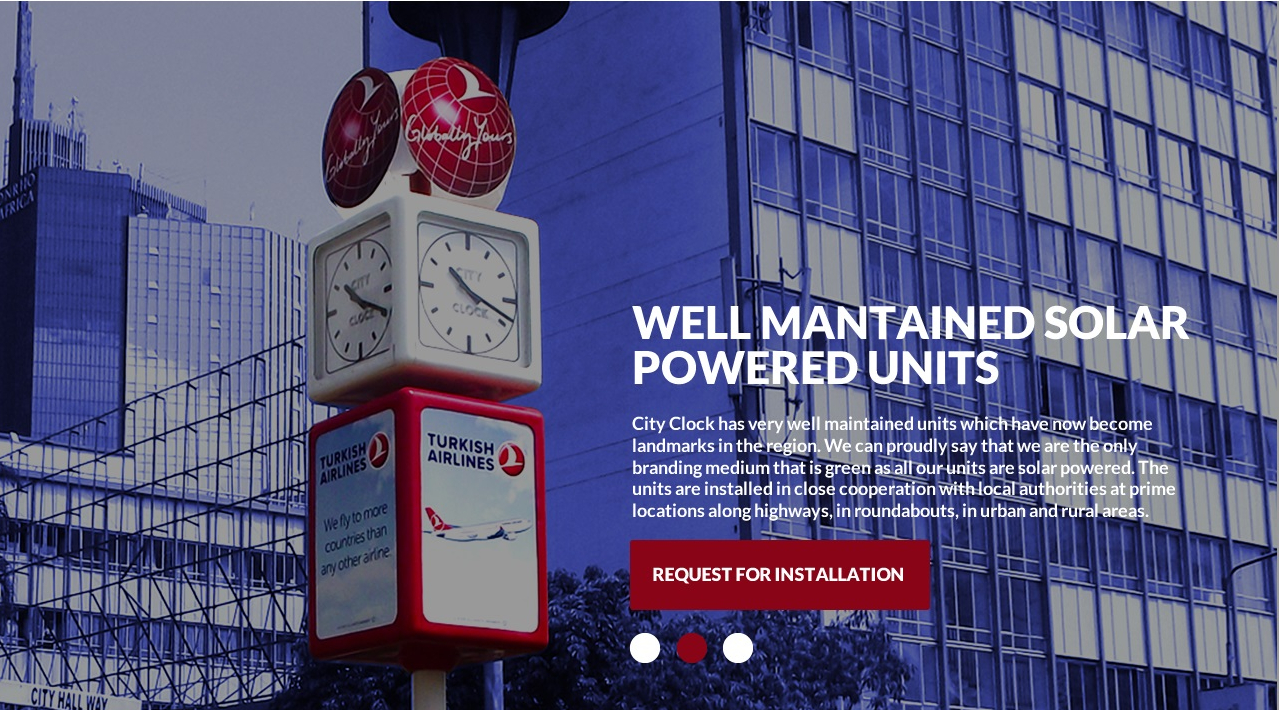 Globally Yours
Globally Yours
CITY
CLOCK
CITY
CLOCK
TURKISH
AIRLINES
We fly to more
countries than
any other airline.
TURKISH
AIRLINES
AFRICA
CITY HALL WAY
WELL MANTAINED SOLAR
POWERED UNITS
City Clock has very well maintained units which have now become
landmarks in the region. We can proudly say that we are the only
branding medium that is green as all our units are solar powered. The
units are installed in close cooperation with local authorities at prime
locations along highways, in roundabouts, in urban and rural areas.
REQUEST FOR INSTALLATION